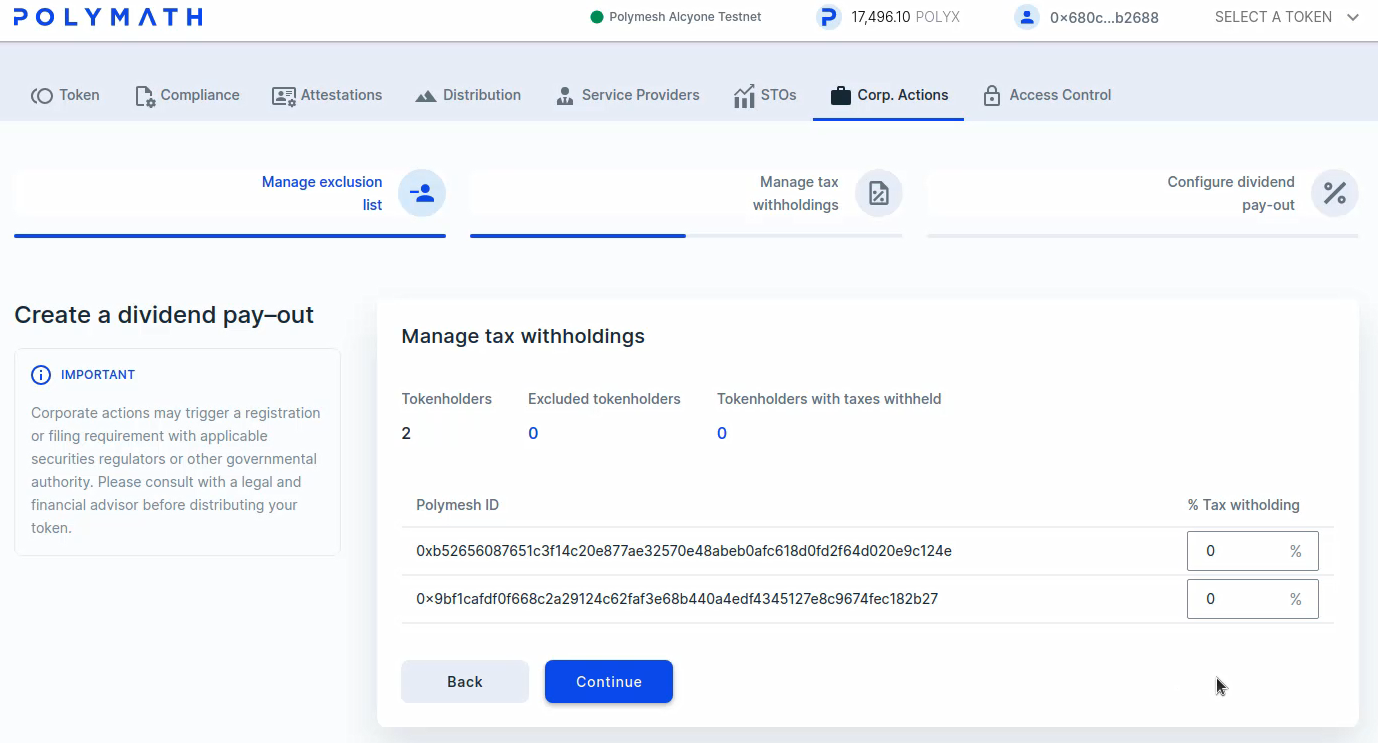 POLYMATH
Polymesh Alcyone Testnet
17,496.10 POLYX
0x680c...b2688
SELECT A TOKEN
Token
Compliance
Attestations
Distribution
Service Providers
STOs
Corp. Actions
Access Control
Manage exclusion
list
Manage tax
withholdings
Configure dividend
pay-out
Create a dividend pay–out
IMPORTANT
Corporate actions may trigger a registration
or filing requirement with applicable
securities regulators or other governmental
authority. Please consult with a legal and
financial advisor before distributing your
token.
Manage tax withholdings
Tokenholders
Excluded tokenholders
Tokenholders with taxes withheld
2
0
0
Polymesh ID
% Tax witholding
0xb52656087651c3f14c20e877ae32570e48abeb0afc618d0fd2f64d020e9c124e
0 %
0x9bf1cafdf0f668c2a29124c62faf3e68b440a4edf4345127e8c9674fec182b27
0 %
Back
Continue